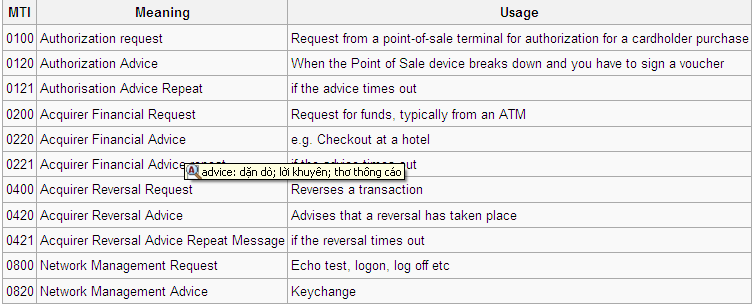 MTI Meaning Usage
0100 Authorization request Request from a point-of-sale terminal for authorization for a cardholder purchase
0120 Authorization Advice When the Point of Sale device breaks down and you have to sign a voucher
0121 Authorisation Advice Repeat if the advice times out
0200 Acquirer Financial Request Request for funds, typically from an ATM
0220 Acquirer Financial Advice e.g. Checkout at a hotel
0221 Acquirer Financial Advice repeat if the advice times out
advice: dặn dò; lời khuyên; thơ thông cáo
0400 Acquirer Reversal Request Reverses a transaction
0420 Acquirer Reversal Advice Advises that a reversal has taken place
0421 Acquirer Reversal Advice Repeat Message if the reversal times out
0800 Network Management Request Echo test, logon, log off etc
0820 Network Management Advice Keychange